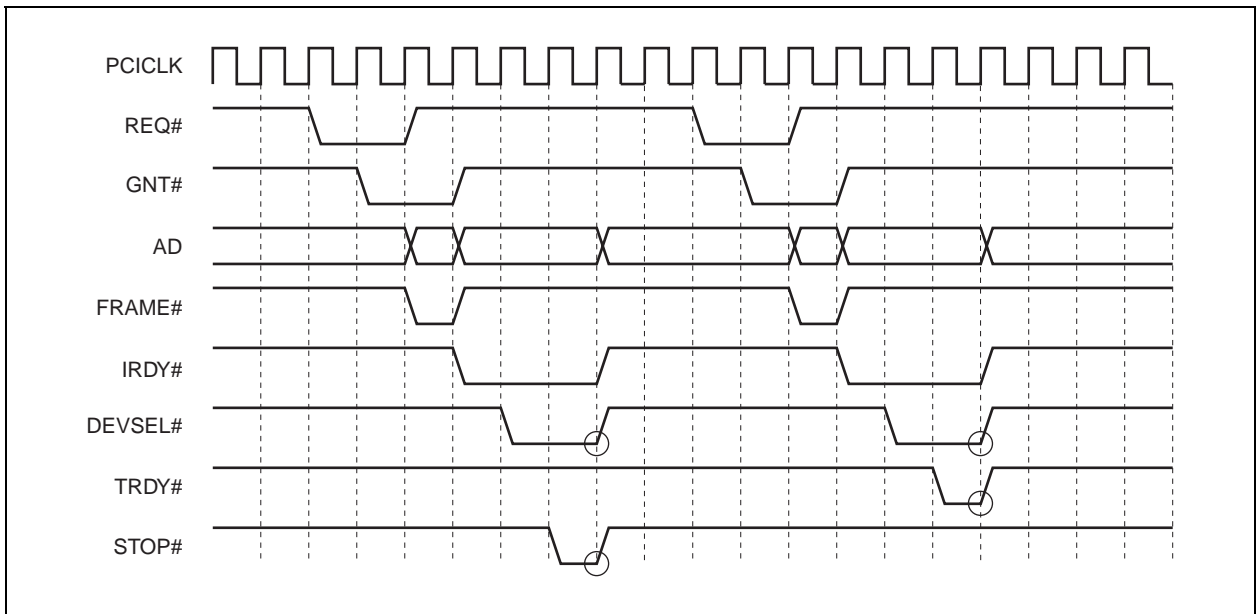 PCICLK
REQ#
GNT#
AD
FRAME#
IRDY#
DEVSEL#
TRDY#
STOP#